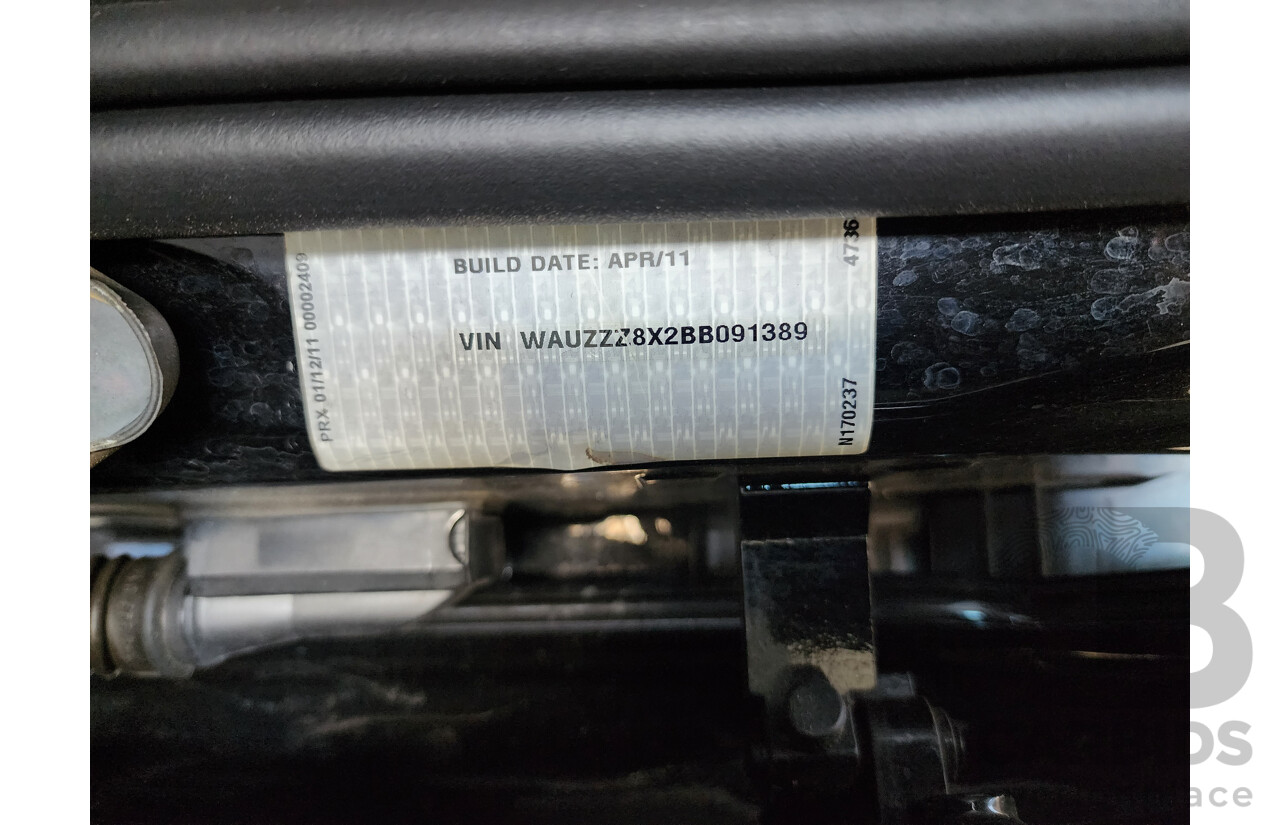 BUILD DATE: APR/11
VIN WAUZZZ8X2BB091389
PRX 01/12/11 00002409
4736
N170237